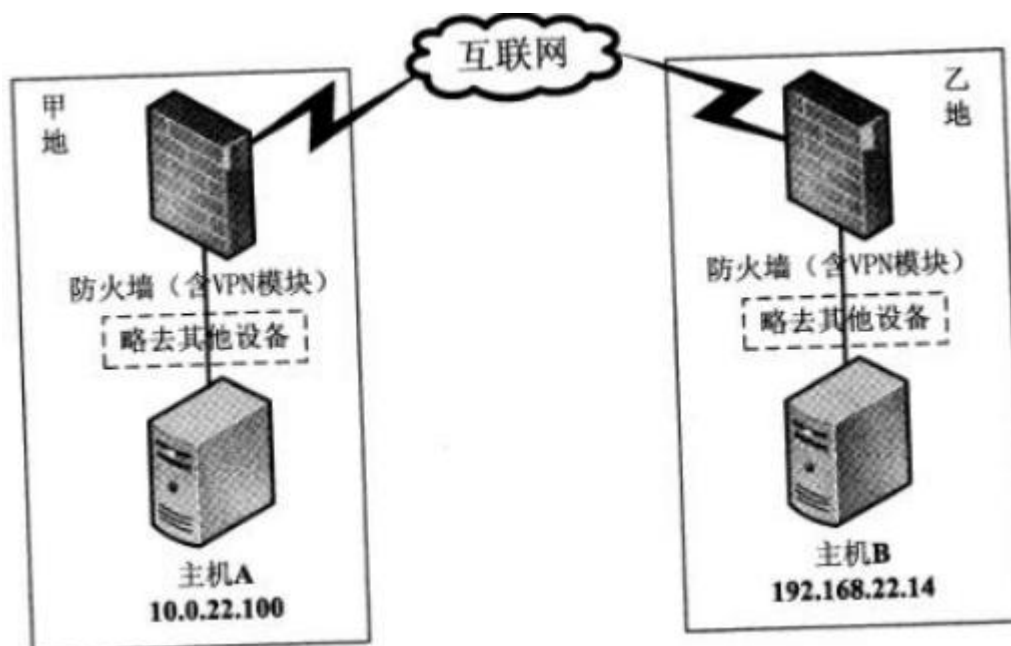 互联网
甲
地
乙
地
防火墙（含VPN模块）
防火墙（含VPN模块）
略去其他设备
略去其他设备
主机A
10.0.22.100
主机B
192.168.22.14